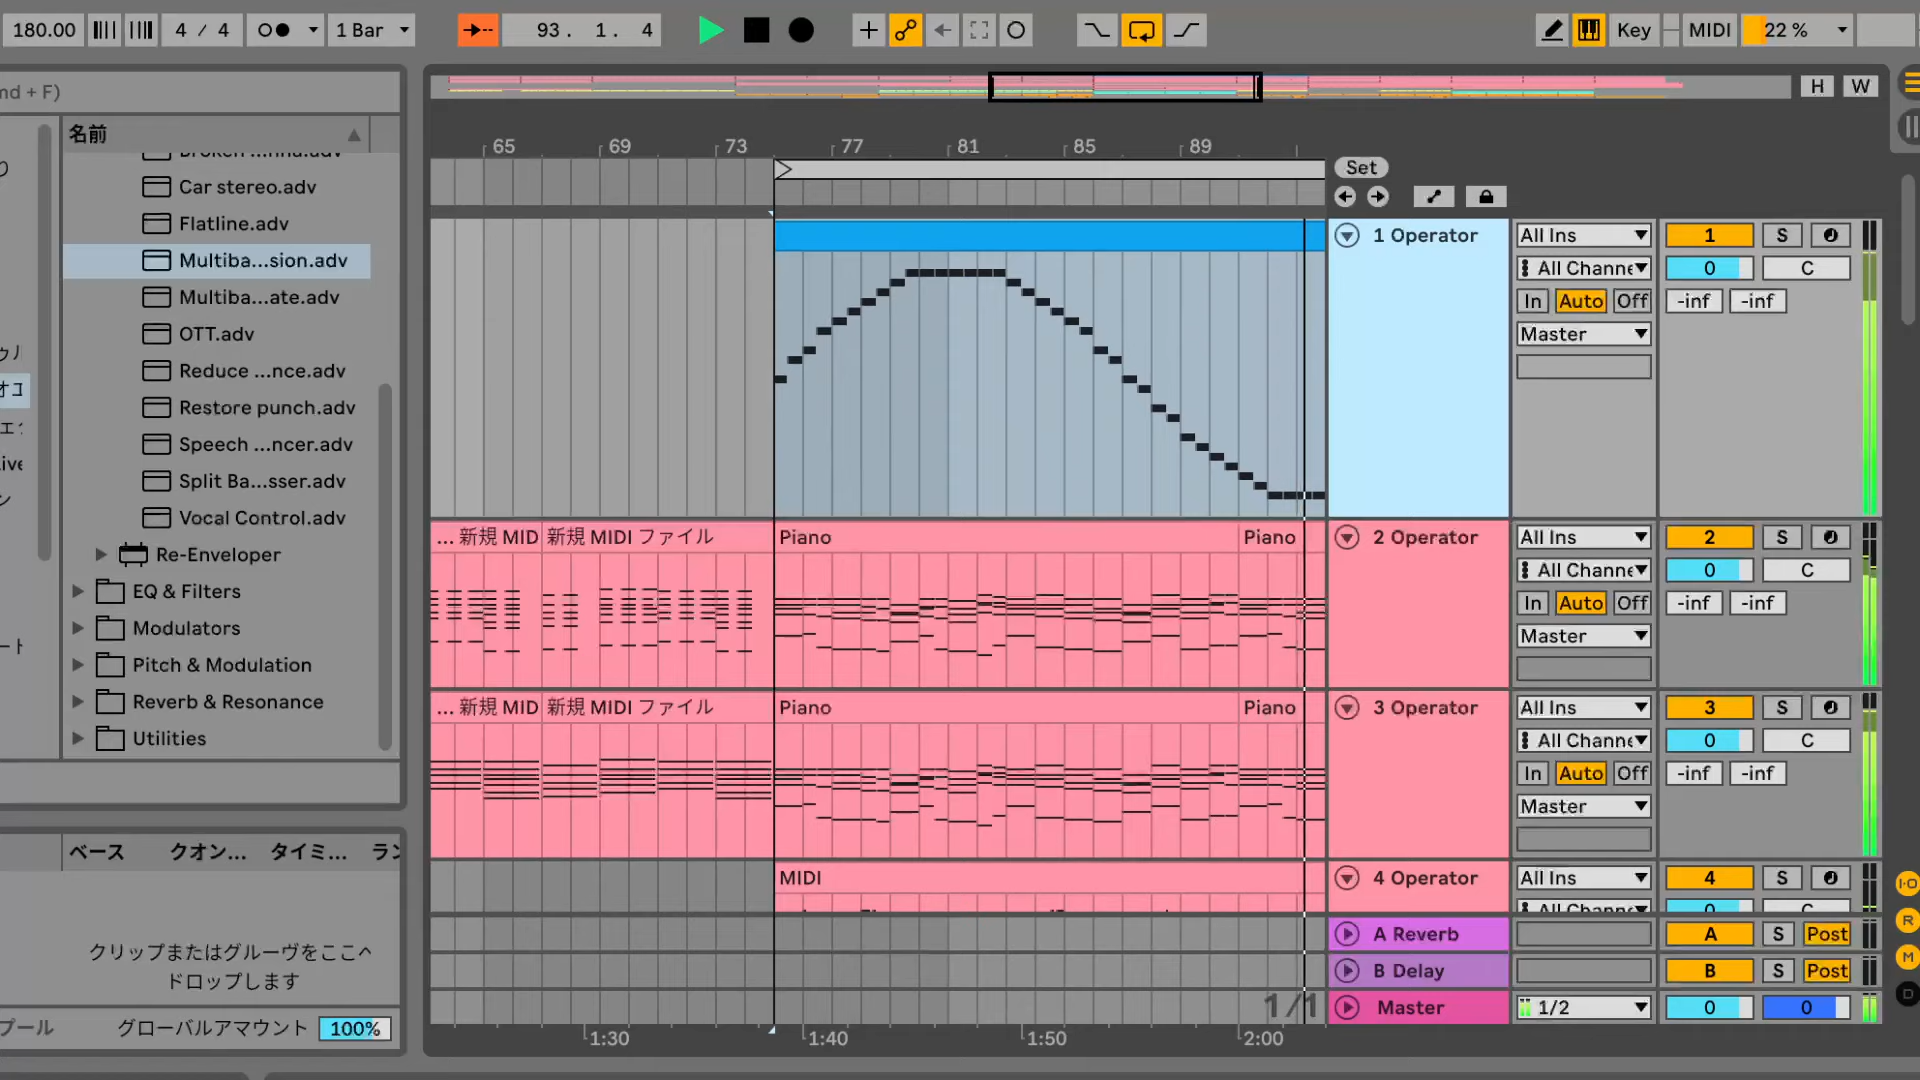 180.00 4 / 4 1 Bar 93. 1. 4 Key MIDI 22 %
nd + F)
H W
名前
65 69 73 77 81 85 89
Set
Car stereo.adv
Flatline.adv
Multiba...sion.adv
Multiba...ate.adv
OTT.adv
Reduce ...nce.adv
Restore punch.adv
Speech ...ncer.adv
Split Ba...sser.adv
Vocal Control.adv
Re-Enveloper
EQ & Filters
Modulators
Pitch & Modulation
Reverb & Resonance
Utilities
1 Operator All Ins 1 S
All Channe 0 C
In Auto Off -inf -inf
Master
... 新規 MID 新規 MIDI ファイル Piano Piano 2 Operator All Ins 2 S
All Channe 0 C
In Auto Off -inf -inf
Master
... 新規 MID 新規 MIDI ファイル Piano Piano 3 Operator All Ins 3 S
All Channe 0 C
In Auto Off -inf -inf
Master
MIDI 4 Operator All Ins 4 S
A Reverb A S Post
B Delay B S Post
1/1 Master 1/2 0 0
1:30 1:40 1:50 2:00
ベース クオン... タイミ... ラン
クリップまたはグルーヴをここへ
ドロップします
プール グローバルアマウント 100%
I·O
R
M
D